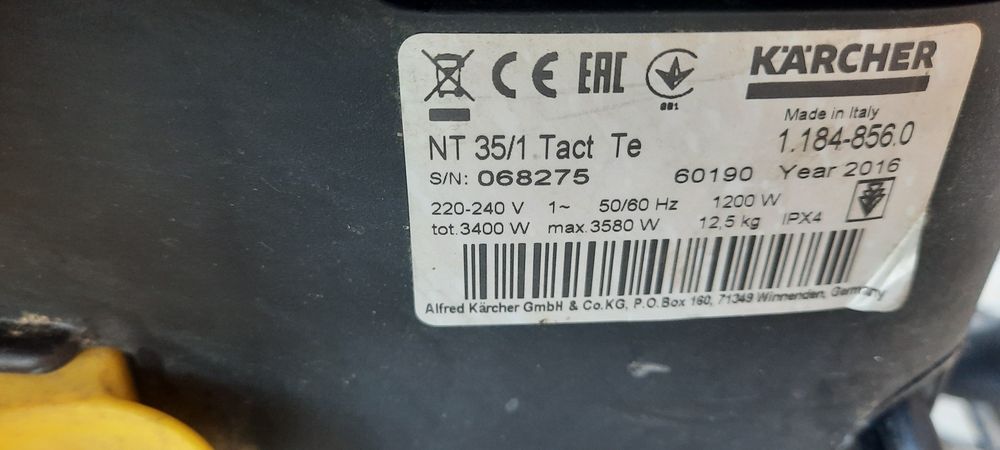 CE EAC KÄRCHER
001
Made in Italy
NT 35/1 Tact Te 1.184-856.0
S/N: 068275 60190 Year 2016
220-240 V 1~ 50/60 Hz 1200 W
tot.3400 W max.3580 W 12,5 kg IPX4
Alfred Kärcher GmbH & Co.KG, P.O.Box 160, 71349 Winnenden, Germany